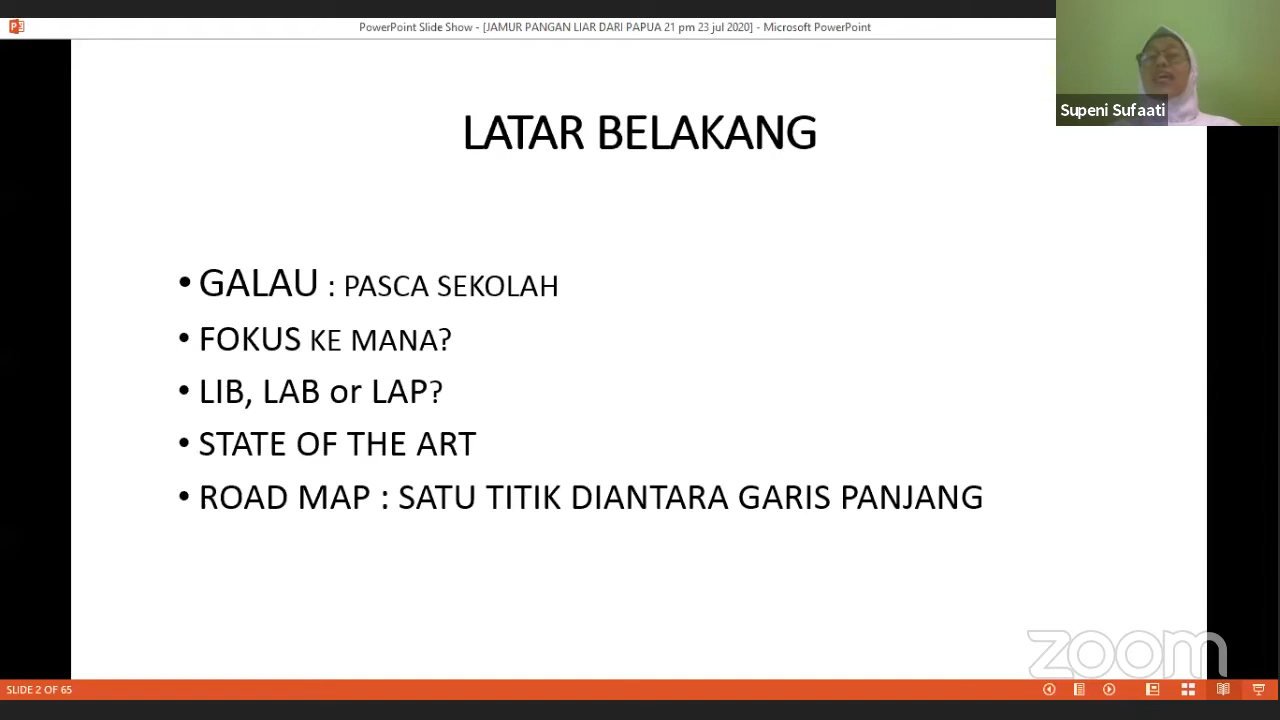 PowerPoint Slide Show - [JAMUR PANGAN LIAR DARI PAPUA 21 pm 23 jul 2020] - Microsoft PowerPoint
Supeni Sufaati
LATAR BELAKANG
• GALAU : PASCA SEKOLAH
• FOKUS KE MANA?
• LIB, LAB or LAP?
• STATE OF THE ART
• ROAD MAP : SATU TITIK DIANTARA GARIS PANJANG
zoom
SLIDE 2 OF 65